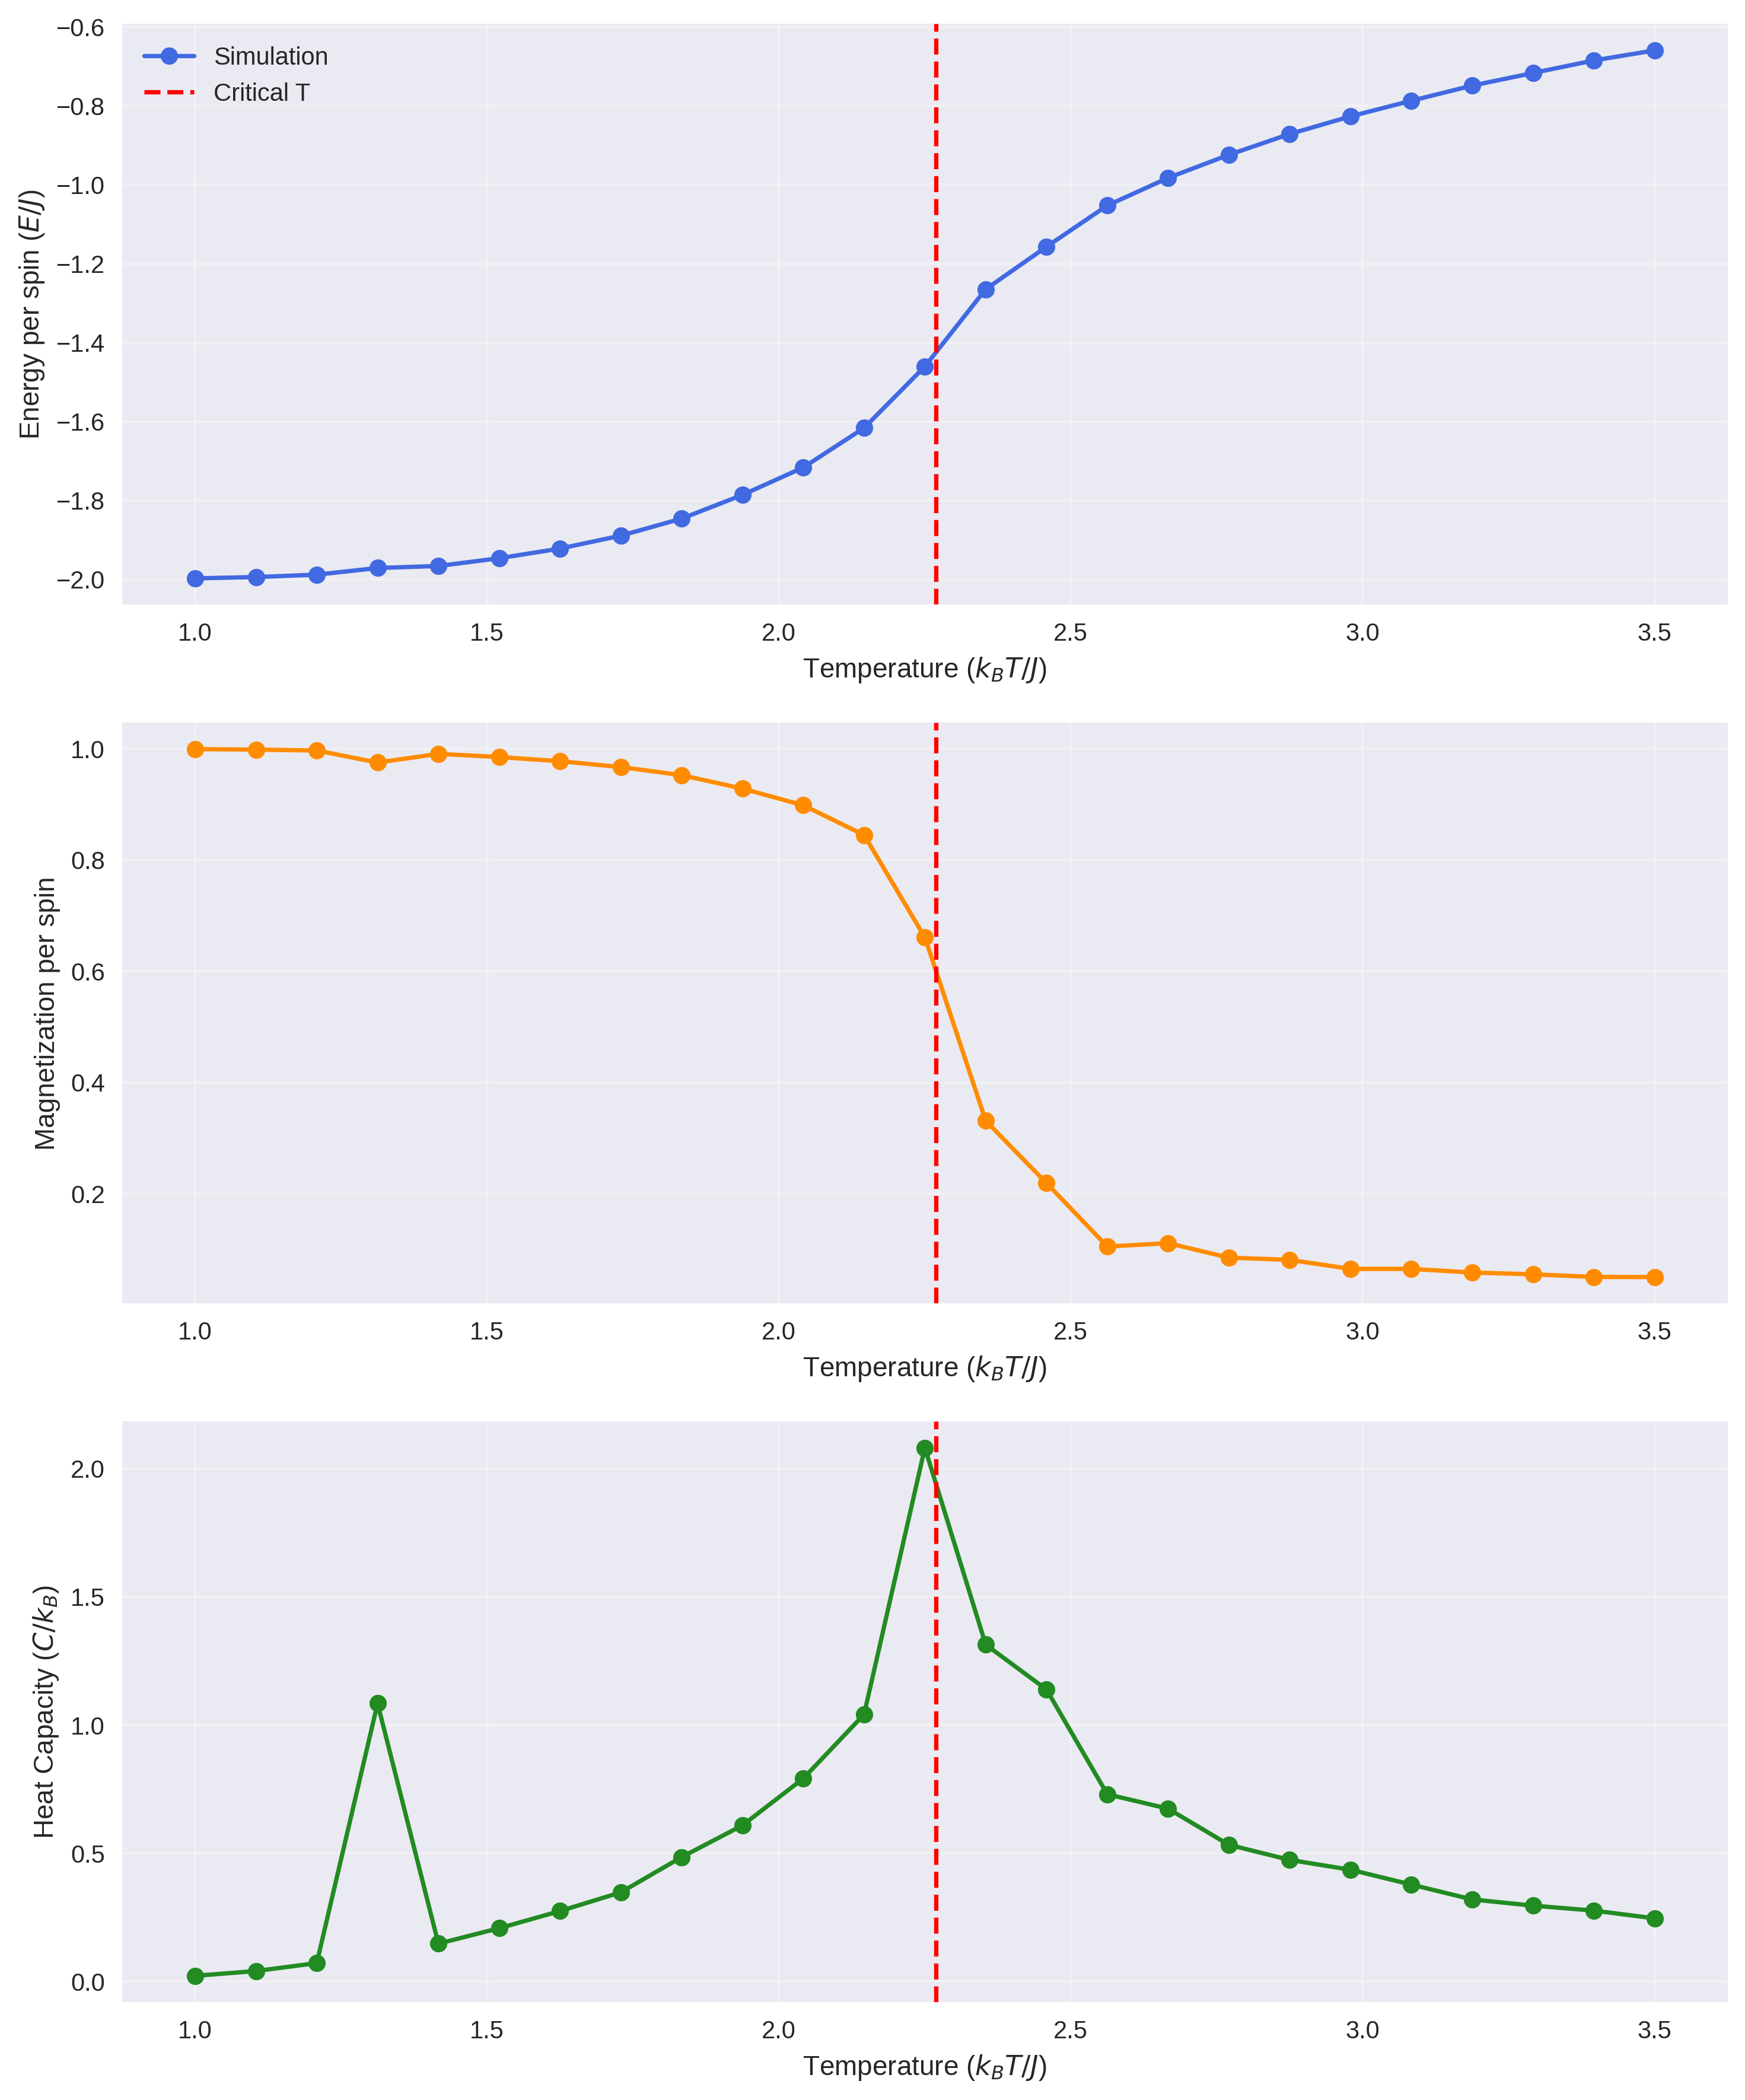 Simulation
Critical T
Energy per spin (E/J)
−0.6
−0.8
−1.0
−1.2
−1.4
−1.6
−1.8
−2.0
1.0 1.5 2.0 2.5 3.0 3.5
Temperature (k_BT/J)
Magnetization per spin
1.0
0.8
0.6
0.4
0.2
1.0 1.5 2.0 2.5 3.0 3.5
Temperature (k_BT/J)
Heat Capacity (C/k_B)
2.0
1.5
1.0
0.5
0.0
1.0 1.5 2.0 2.5 3.0 3.5
Temperature (k_BT/J)